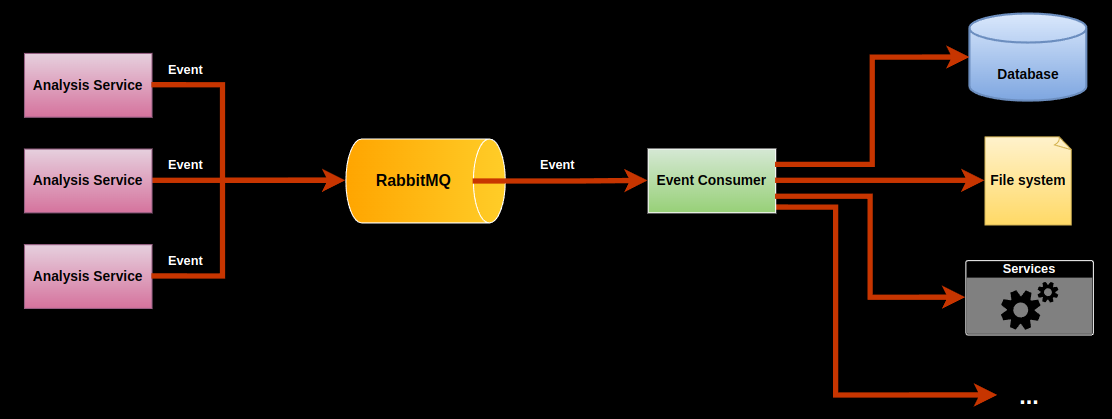 Event
Analysis Service
Event
Analysis Service
Event
Analysis Service
RabbitMQ
Event
Event Consumer
Database
File system
Services
...